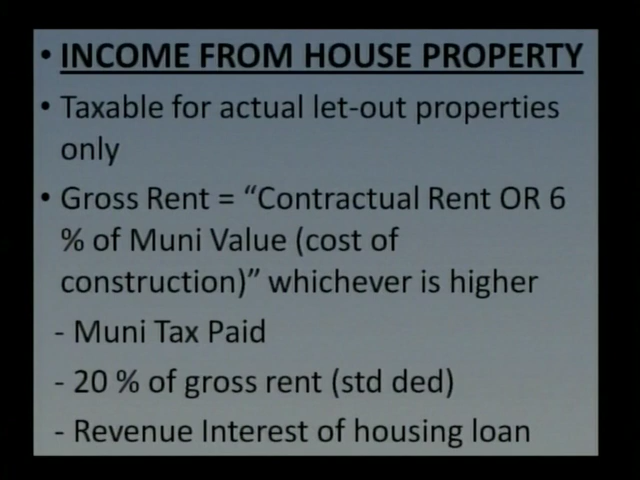 • INCOME FROM HOUSE PROPERTY
• Taxable for actual let-out properties
only
• Gross Rent = “Contractual Rent OR 6
% of Muni Value (cost of
construction)” whichever is higher
- Muni Tax Paid
- 20 % of gross rent (std ded)
- Revenue Interest of housing loan